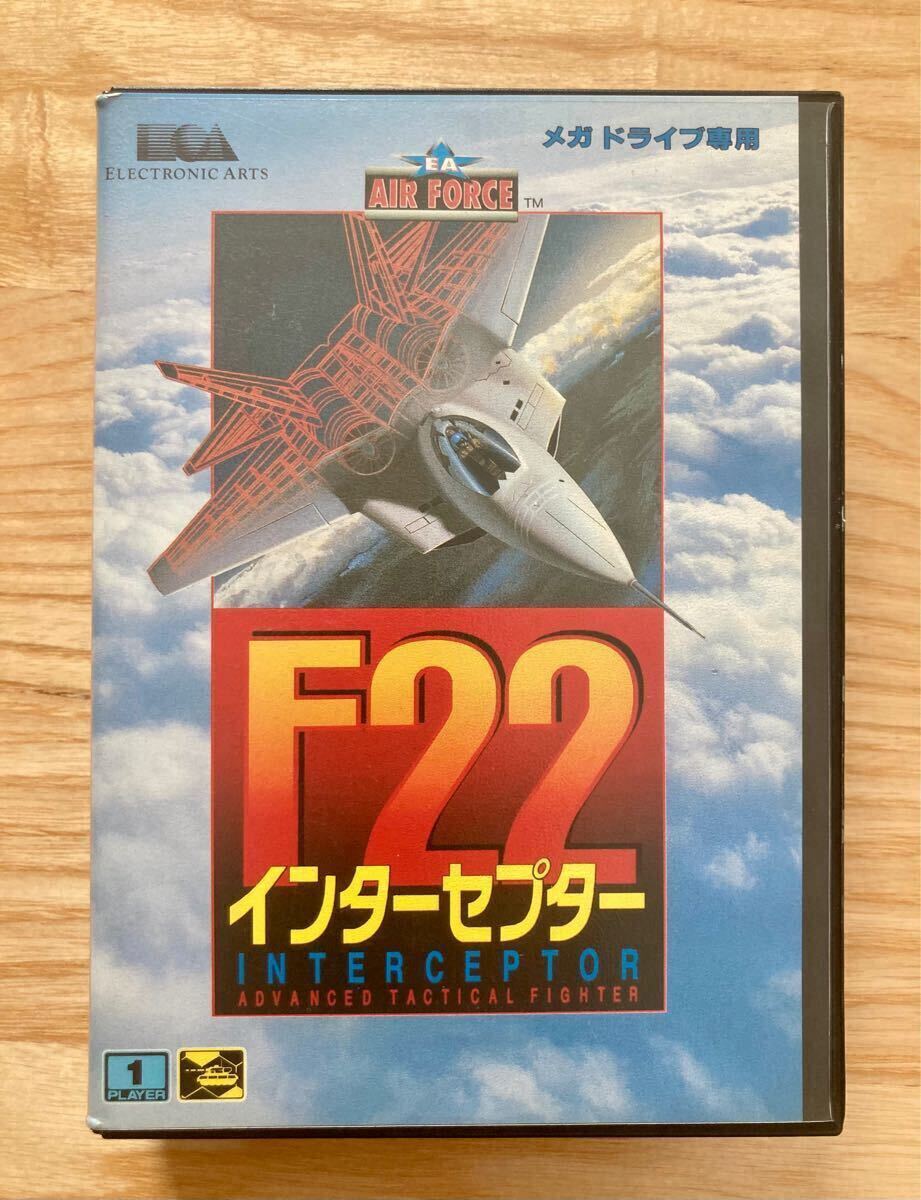 ELECTRONIC ARTS
メガドライブ専用
EA
AIR FORCE TM
F22
インターセプター
INTERCEPTOR
ADVANCED TACTICAL FIGHTER
1
PLAYER